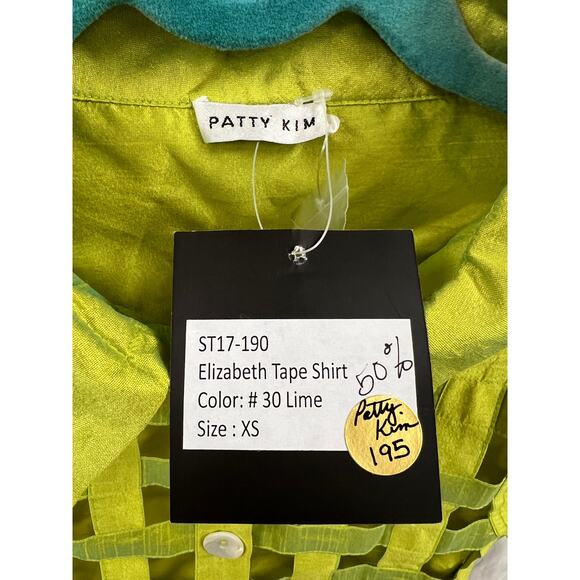 PATTY KIM
ST17-190
Elizabeth Tape Shirt
Color: # 30 Lime
Size : XS
50%
Patty
Kim
195